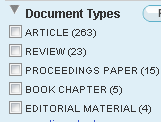 Document Types
ARTICLE (263)
REVIEW (23)
PROCEEDINGS PAPER (15)
BOOK CHAPTER (5)
EDITORIAL MATERIAL (4)